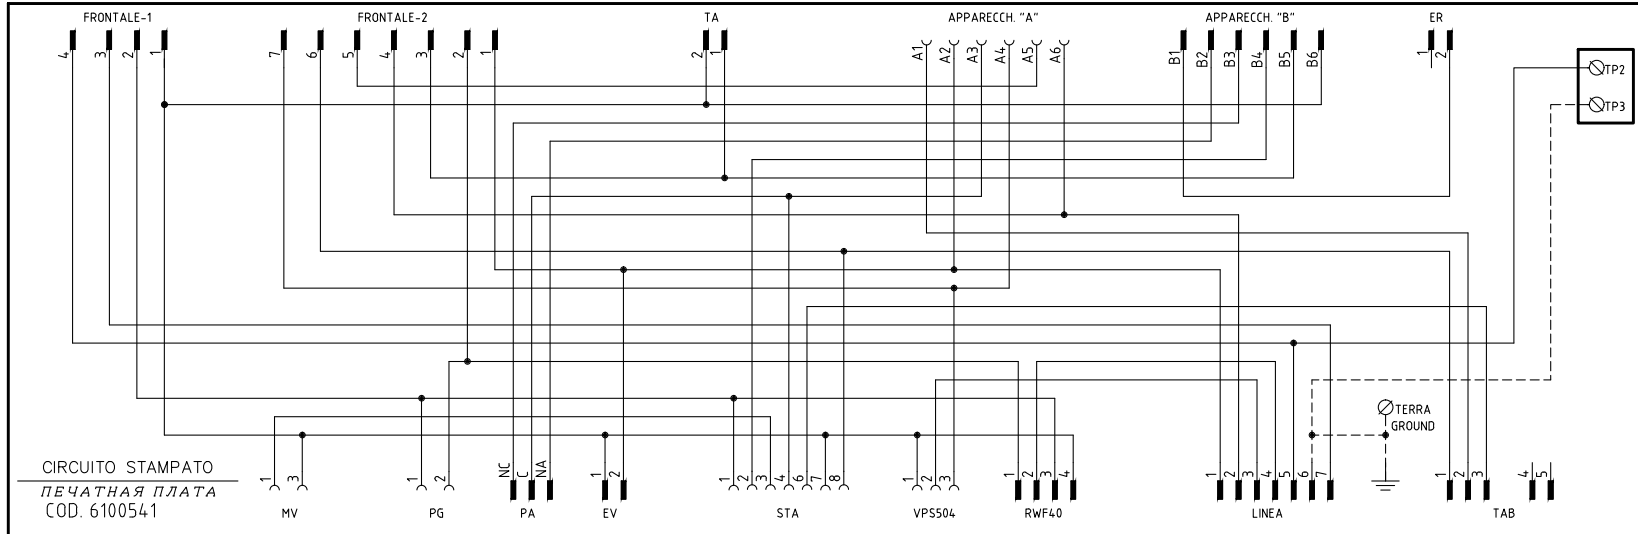 FRONTALE-1 FRONTALE-2 TA APPARECCH. "A" APPARECCH. "B" ER
4 3 2 1 7 6 5 4 3 2 1 2 1 A1 A2 A3 A4 A5 A6 B1 B2 B3 B4 B5 B6 1 2
TP2
TP3
TERRA
GROUND
CIRCUITO STAMPATO
ПЕЧАТНАЯ ПЛАТА
COD. 6100541
1 3 1 2 NC C NA 1 2 1 2 3 4 6 7 8 1 2 3 1 2 3 4 1 2 3 4 5 6 7 1 2 3 4 5
MV PG PA EV STA VPS504 RWF40 LINEA TAB